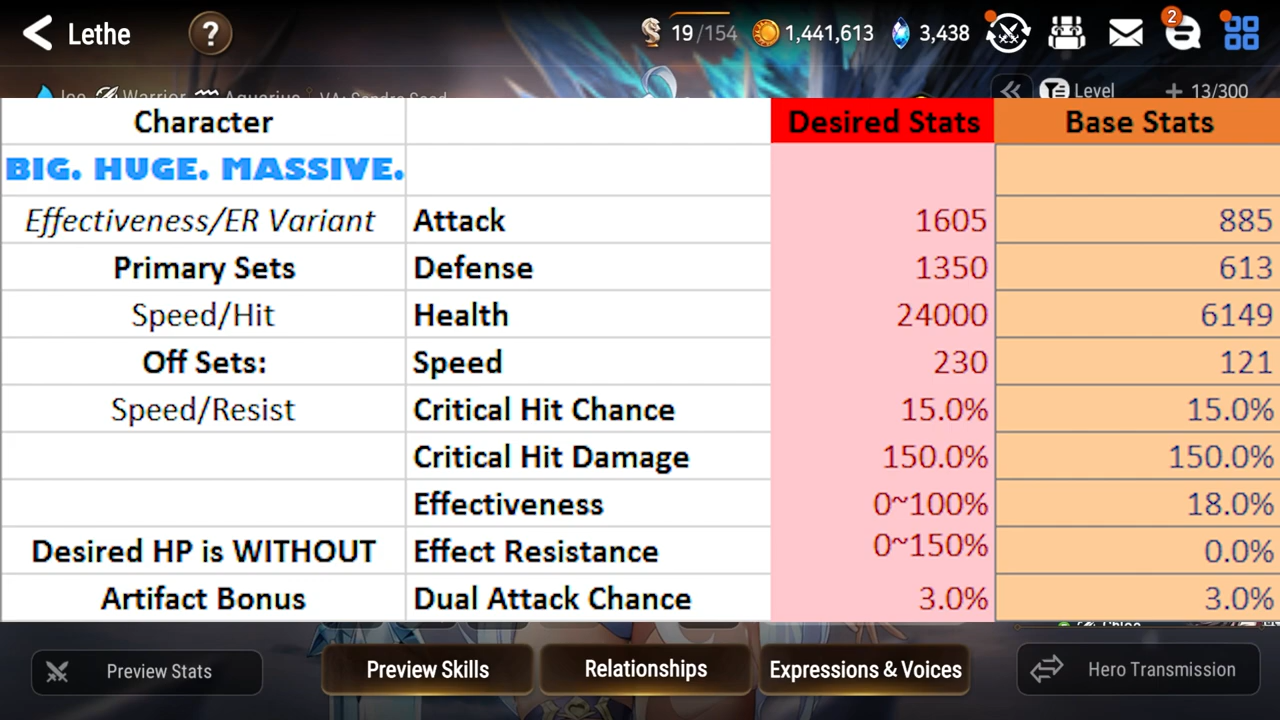 Lethe
?
19/154
1,441,613
3,438
2
Warrior
Aquarius
Level
13/300
Character
Desired Stats
Base Stats
BIG. HUGE. MASSIVE.
Effectiveness/ER Variant
Attack
1605
885
Primary Sets
Defense
1350
613
Speed/Hit
Health
24000
6149
Off Sets:
Speed
230
121
Speed/Resist
Critical Hit Chance
15.0%
15.0%
Critical Hit Damage
150.0%
150.0%
Effectiveness
0~100%
18.0%
Desired HP is WITHOUT
Effect Resistance
0~150%
0.0%
Artifact Bonus
Dual Attack Chance
3.0%
3.0%
Preview Stats
Preview Skills
Relationships
Expressions & Voices
Hero Transmission